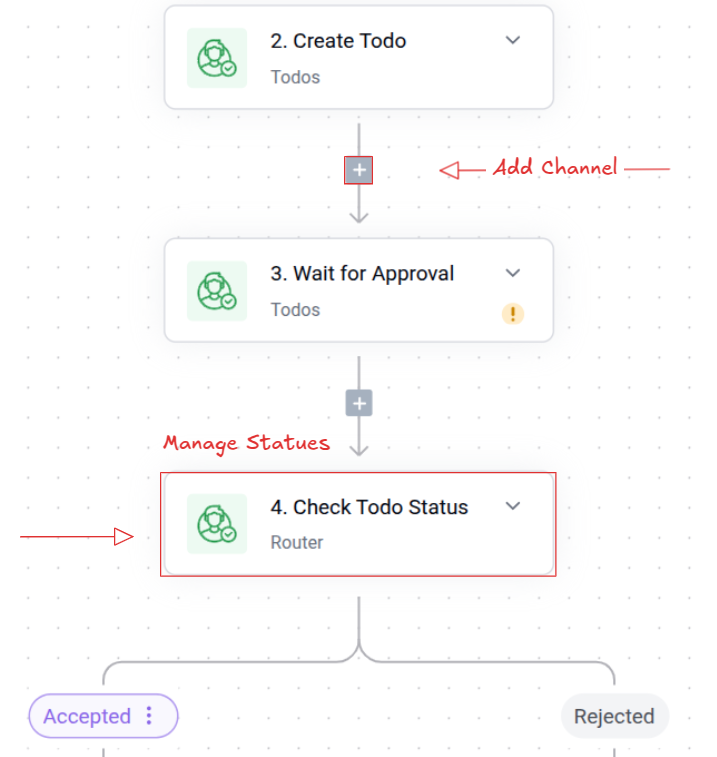 2. Create Todo
Todos
Add Channel
3. Wait for Approval
Todos
Manage Statues
4. Check Todo Status
Router
Accepted
Rejected